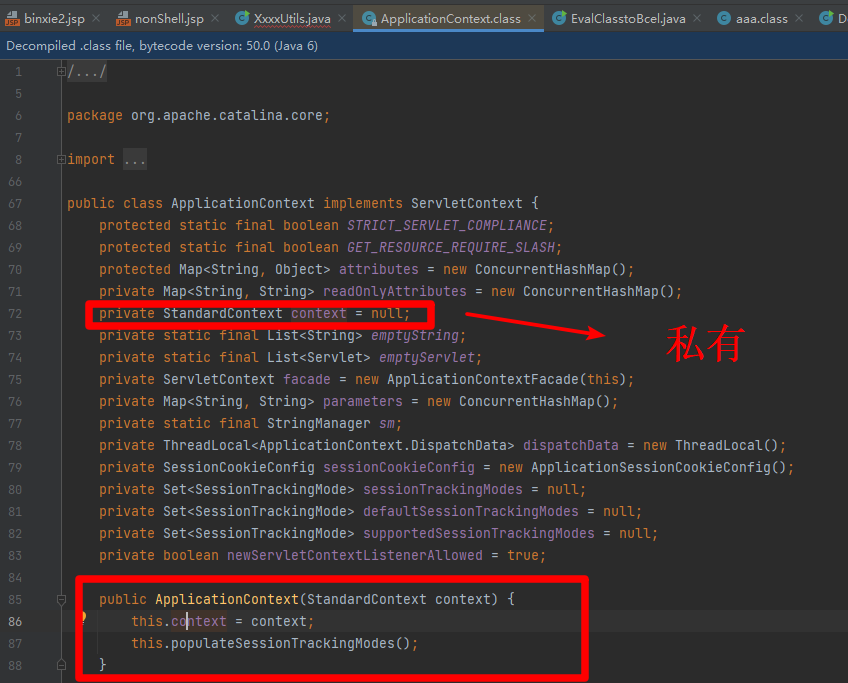 binxie2.jsp nonShell.jsp XxxxUtils.java ApplicationContext.class EvalClasstoBcel.java aaa.class D
Decompiled .class file, bytecode version: 50.0 (Java 6)
1 /.../
5
6 package org.apache.catalina.core;
7
8 import ...
66
67 public class ApplicationContext implements ServletContext {
68 protected static final boolean STRICT_SERVLET_COMPLIANCE;
69 protected static final boolean GET_RESOURCE_REQUIRE_SLASH;
70 protected Map<String, Object> attributes = new ConcurrentHashMap();
71 private Map<String, String> readOnlyAttributes = new ConcurrentHashMap();
72 private StandardContext context = null;
73 private static final List<String> emptyString;
私有
74 private static final List<Servlet> emptyServlet;
75 private ServletContext facade = new ApplicationContextFacade(this);
76 private Map<String, String> parameters = new ConcurrentHashMap();
77 private static final StringManager sm;
78 private ThreadLocal<ApplicationContext.DispatchData> dispatchData = new ThreadLocal();
79 private SessionCookieConfig sessionCookieConfig = new ApplicationSessionCookieConfig();
80 private Set<SessionTrackingMode> sessionTrackingModes = null;
81 private Set<SessionTrackingMode> defaultSessionTrackingModes = null;
82 private Set<SessionTrackingMode> supportedSessionTrackingModes = null;
83 private boolean newServletContextListenerAllowed = true;
84
85 public ApplicationContext(StandardContext context) {
86 this.context = context;
87 this.populateSessionTrackingModes();
88 }